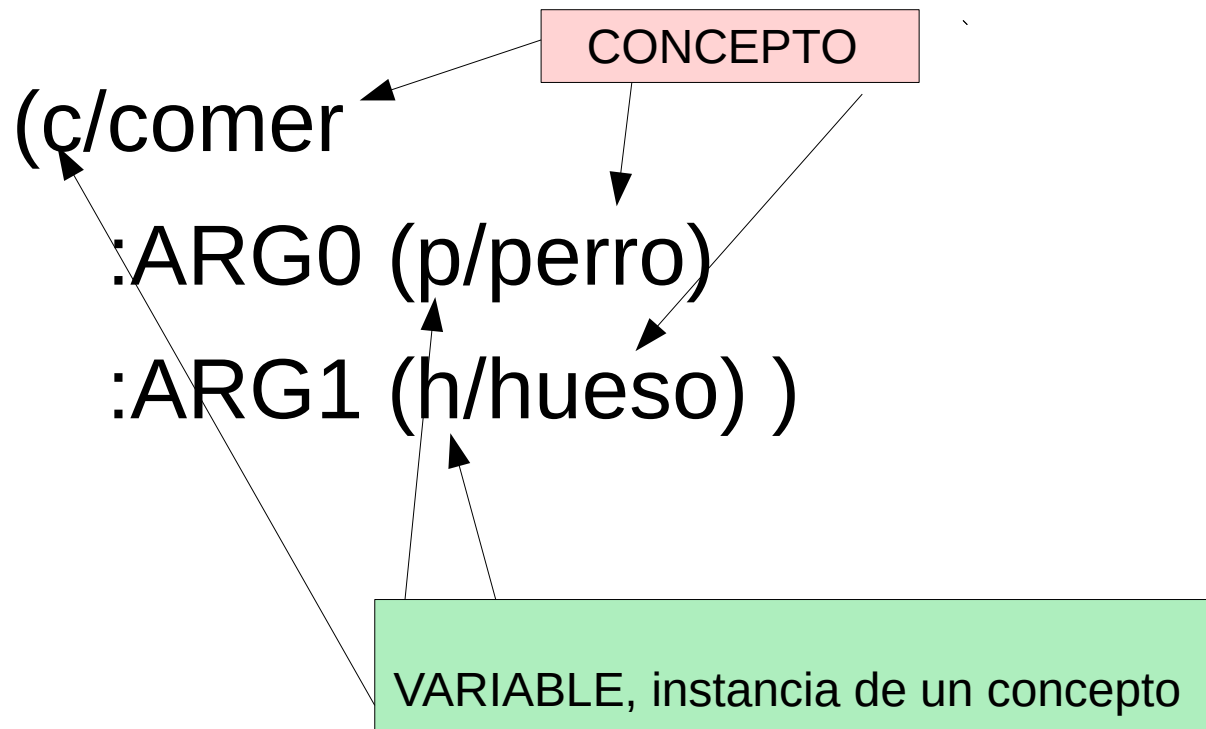 CONCEPTO
(c/comer
:ARG0 (p/perro)
:ARG1 (h/hueso) )
VARIABLE, instancia de un concepto